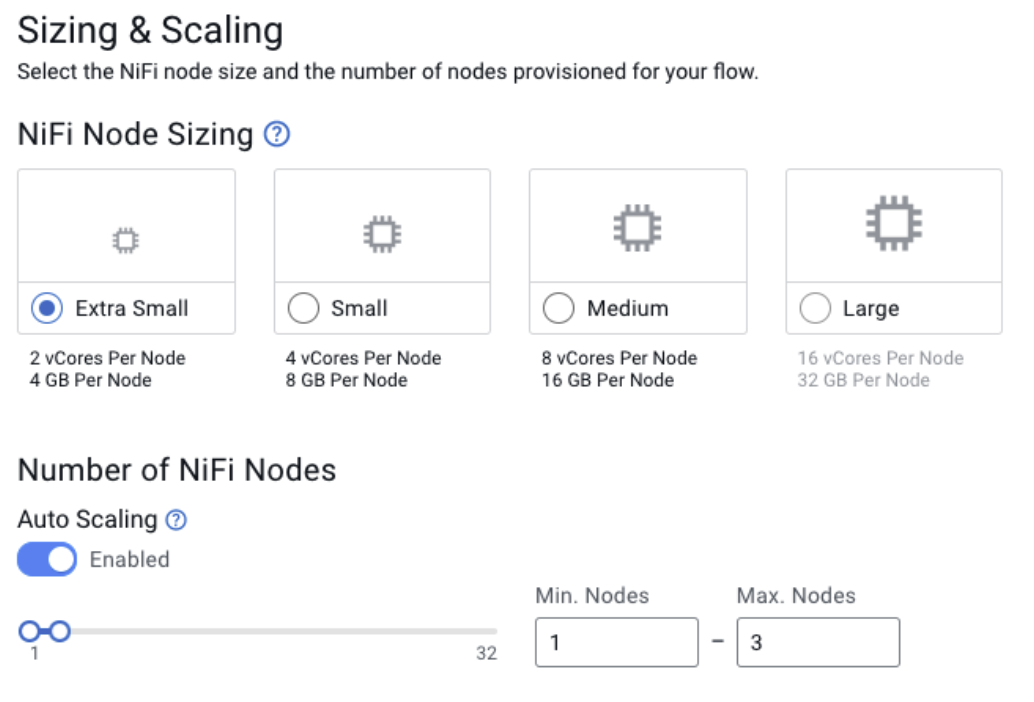 Sizing & Scaling
Select the NiFi node size and the number of nodes provisioned for your flow.
NiFi Node Sizing ?
Extra Small
Small
Medium
Large
2 vCores Per Node
4 GB Per Node
4 vCores Per Node
8 GB Per Node
8 vCores Per Node
16 GB Per Node
16 vCores Per Node
32 GB Per Node
Number of NiFi Nodes
Auto Scaling ?
Enabled
1
32
Min. Nodes
Max. Nodes
1 – 3